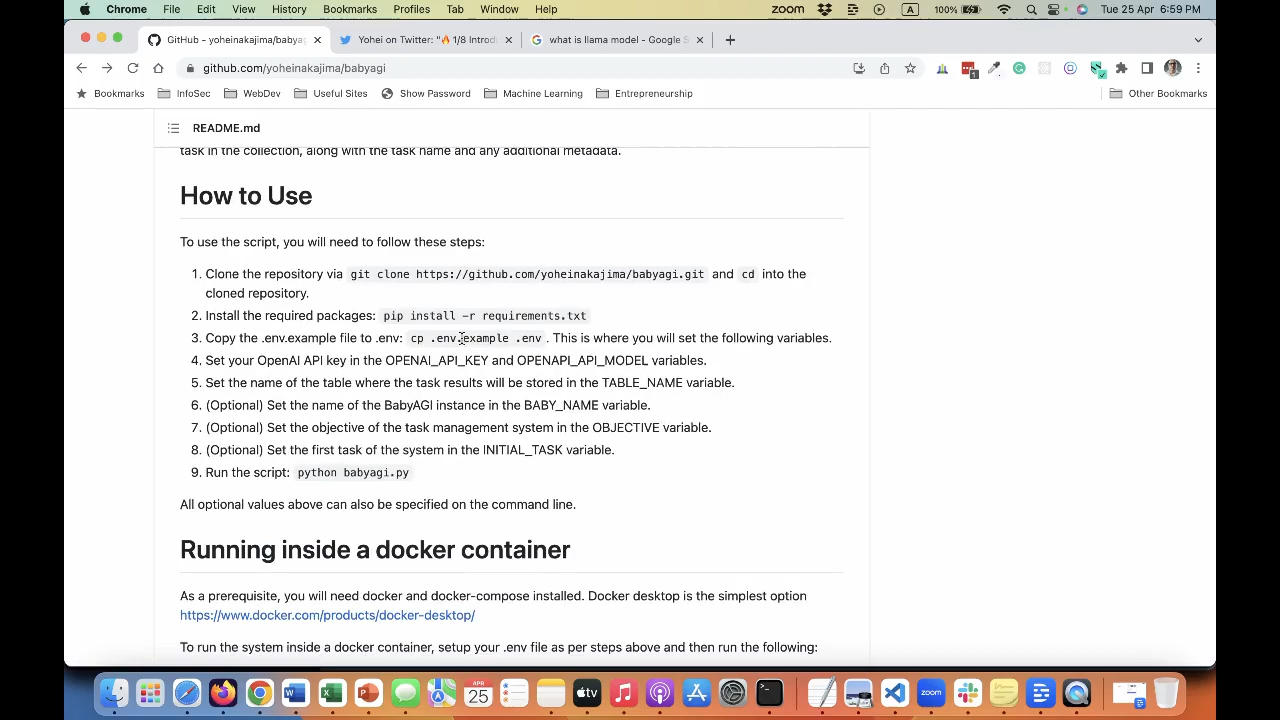 Chrome File Edit View History Bookmarks Profiles Tab Window Help zoom A 100% Tue 25 Apr 6:59 PM
GitHub - yoheinakajima/babyag Yohei on Twitter: "🔥1/8 Introd what is llama model - Google S
github.com/yoheinakajima/babyagi
Bookmarks InfoSec WebDev Useful Sites Show Password Machine Learning Entrepreneurship Other Bookmarks
README.md
task in the collection, along with the task name and any additional metadata.
How to Use
To use the script, you will need to follow these steps:
1. Clone the repository via git clone https://github.com/yoheinakajima/babyagi.git and cd into the
cloned repository.
2. Install the required packages: pip install -r requirements.txt
3. Copy the .env.example file to .env: cp .env.example .env . This is where you will set the following variables.
4. Set your OpenAI API key in the OPENAI_API_KEY and OPENAPI_API_MODEL variables.
5. Set the name of the table where the task results will be stored in the TABLE_NAME variable.
6. (Optional) Set the name of the BabyAGI instance in the BABY_NAME variable.
7. (Optional) Set the objective of the task management system in the OBJECTIVE variable.
8. (Optional) Set the first task of the system in the INITIAL_TASK variable.
9. Run the script: python babyagi.py
All optional values above can also be specified on the command line.
Running inside a docker container
As a prerequisite, you will need docker and docker-compose installed. Docker desktop is the simplest option
https://www.docker.com/products/docker-desktop/
To run the system inside a docker container, setup your .env file as per steps above and then run the following:
APR
25
tv
zoom